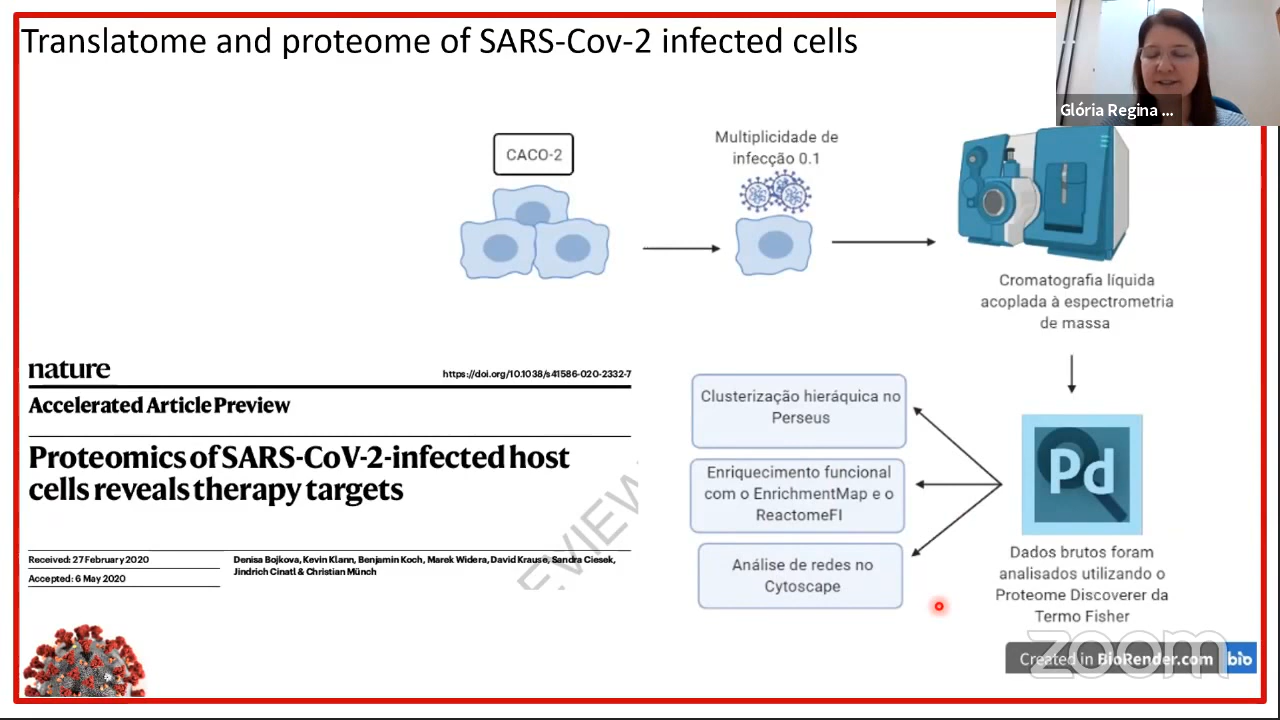 Translatome and proteome of SARS-Cov-2 infected cells
Glória Regina ...
CACO-2
Multiplicidade de
infecção 0.1
Cromatografia líquida
acoplada à espectrometria
de massa
nature
https://doi.org/10.1038/s41586-020-2332-7
Accelerated Article Preview
Proteomics of SARS-CoV-2-infected host
cells reveals therapy targets
Received: 27 February 2020
Accepted: 6 May 2020
Denisa Bojkova, Kevin Klann, Benjamin Koch, Marek Widera, David Krause, Sandra Ciesek,
Jindrich Cinatl & Christian Münch
EVIEW
Clusterização hieráquica no
Perseus
Enriquecimento funcional
com o EnrichmentMap e o
ReactomeFI
Análise de redes no
Cytoscape
Pd
Dados brutos foram
analisados utilizando o
Proteome Discoverer da
Termo Fisher
zoom
Created in BioRender.com bio